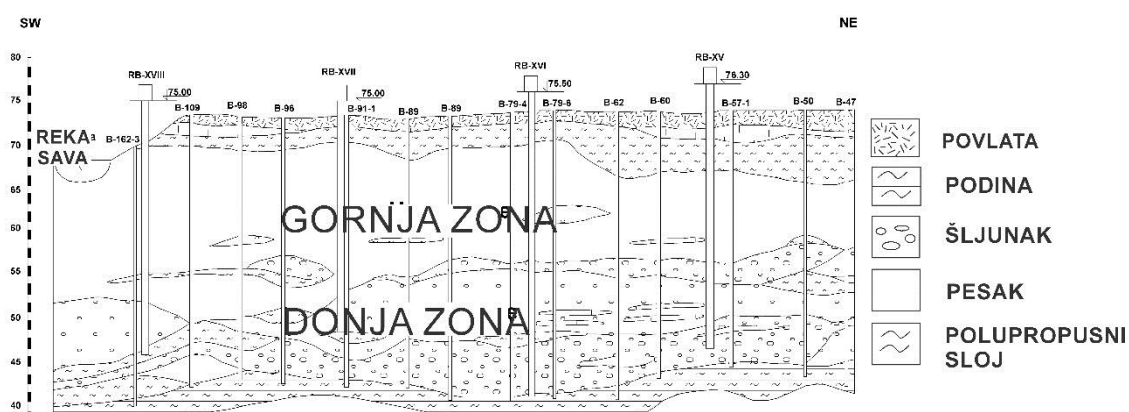 SW
NE
80
75
70
65
60
55
50
45
40
RB-XVIII
75.00
RB-XVII
75.00
RB-XVI
75.50
RB-XV
76.30
B-162-3
B-109
B-98
B-96
B-91-1
B-89
B-89
B-79-4
B-79-8
B-62
B-60
B-57-1
B-50
B-47
REKA
SAVA
GORNJA ZONA
DONJA ZONA
POVLATA
PODINA
ŠLJUNAK
PESAK
POLUPROPUSNI
SLOJ